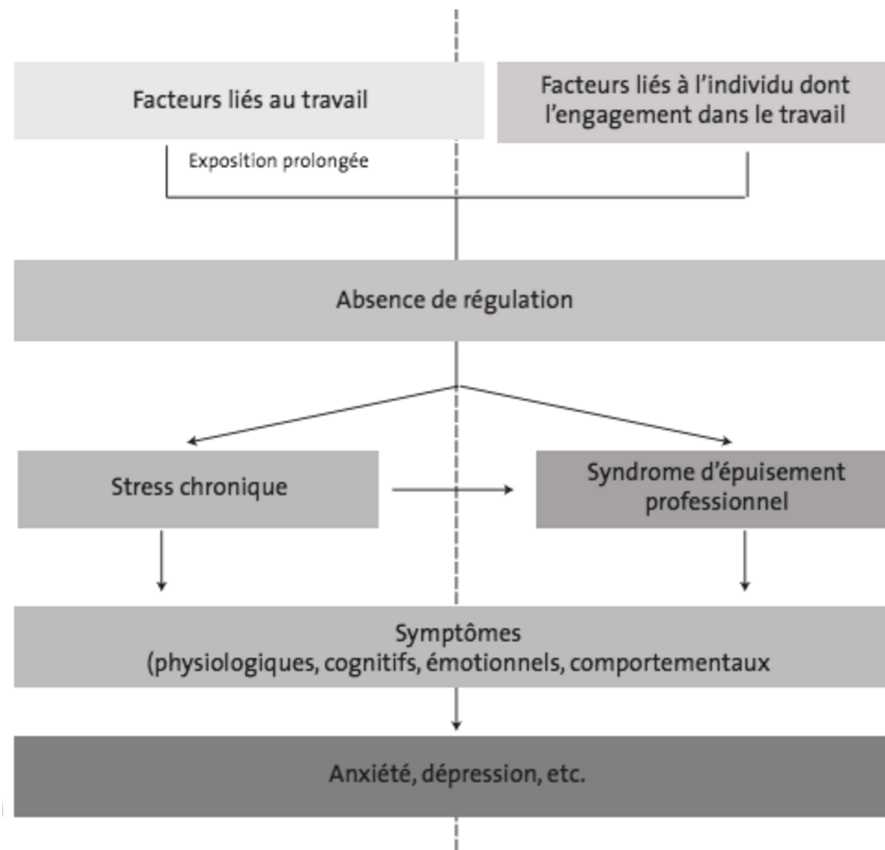 Facteurs liés au travail
Facteurs liés à l'individu dont
l'engagement dans le travail
Exposition prolongée
Absence de régulation
Stress chronique
Syndrome d'épuisement
professionnel
Symptômes
(physiologiques, cognitifs, émotionnels, comportementaux
Anxiété, dépression, etc.